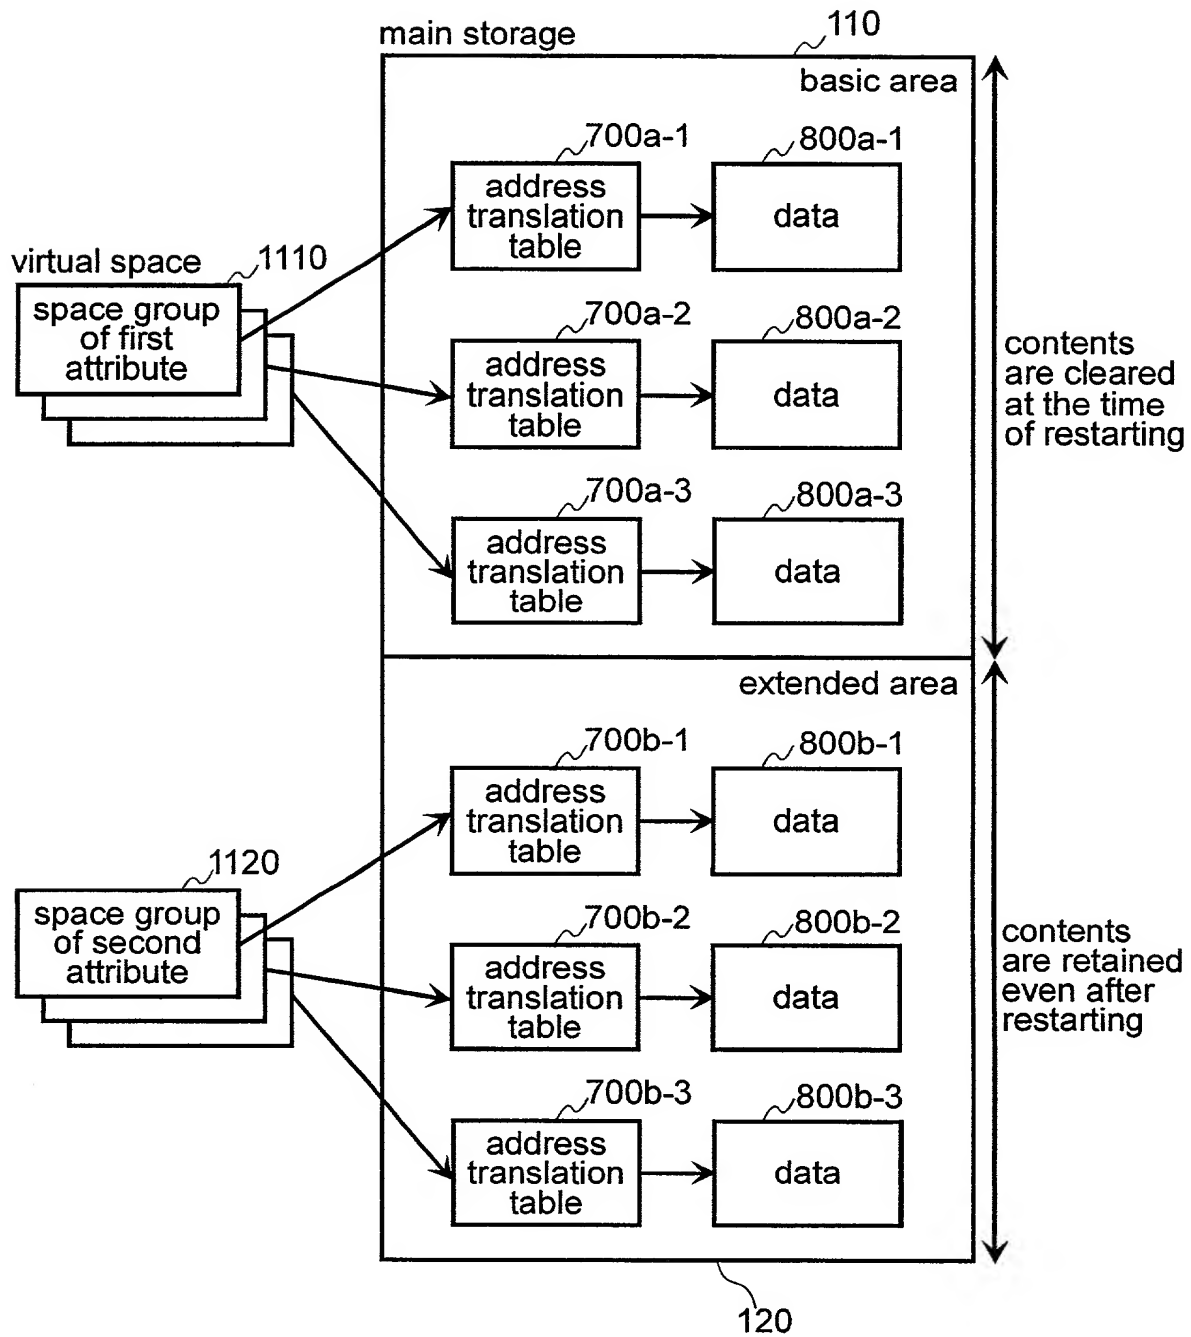 main storage
110
basic area
700a-1
800a-1
address
translation
table
data
virtual space
1110
space group
of first
attribute
700a-2
800a-2
address
translation
table
data
contents
are cleared
at the time
of restarting
700a-3
800a-3
address
translation
table
data
extended area
700b-1
800b-1
address
translation
table
data
1120
space group
of second
attribute
700b-2
800b-2
address
translation
table
data
contents
are retained
even after
restarting
700b-3
800b-3
address
translation
table
data
120